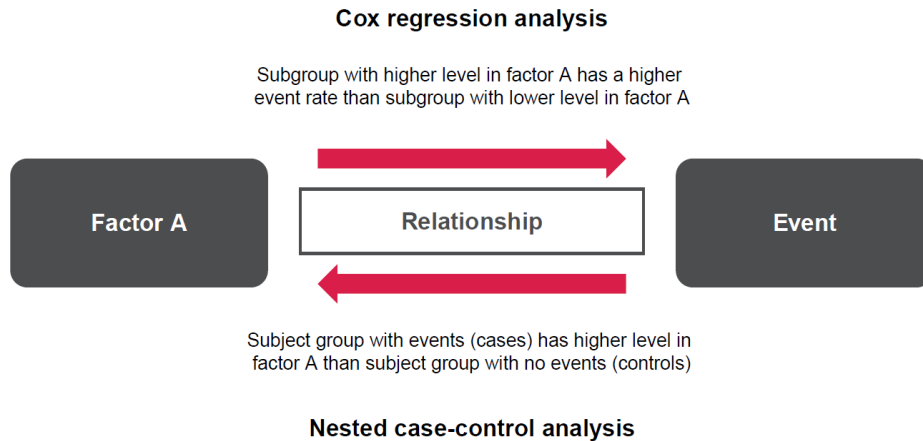 Cox regression analysis
Subgroup with higher level in factor A has a higher
event rate than subgroup with lower level in factor A
Factor A
Relationship
Event
Subject group with events (cases) has higher level in
factor A than subject group with no events (controls)
Nested case-control analysis